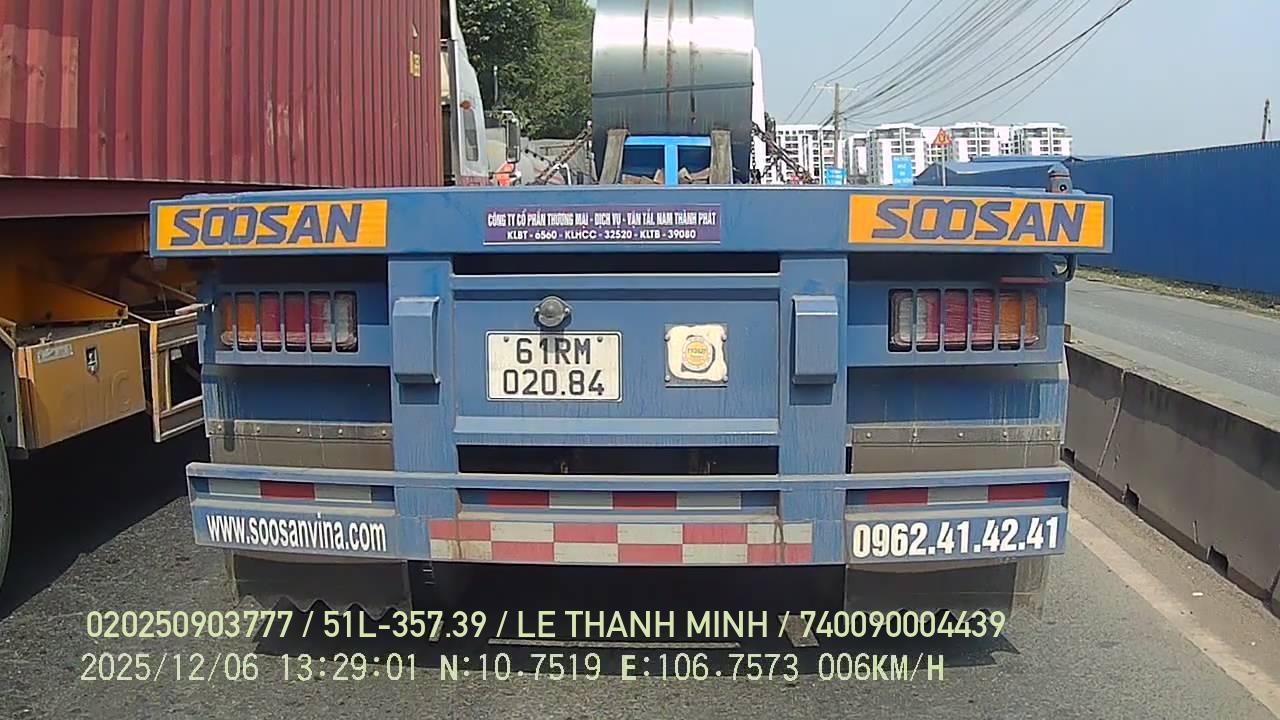 SOOSAN
CÔNG TY CỔ PHẦN THƯƠNG MẠI - DỊCH VỤ - VẬN TẢI NAM THÀNH PHÁT
KLBT - 6560 - KLHCC - 32520 - KLTB - 39080
SOOSAN
61RM
020.84
www.soosanvina.com
0962.41.42.41
020250903777 / 51L-357.39 / LE THANH MINH / 740090004439
2025/12/06 13:29:01 N:10.7519 E:106.7573 006KM/H